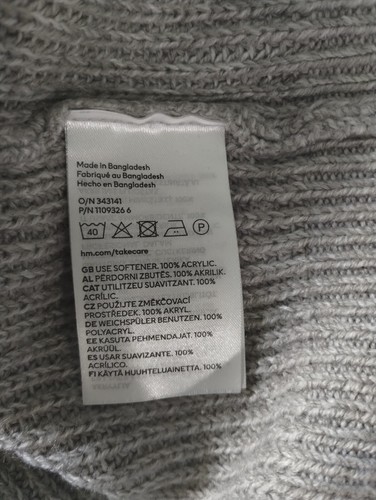 Made in Bangladesh
Fabriqué au Bangladesh
Hecho en Bangladesh
O/N 343141
P/N 1109326 6
40 P
hm.com/takecare
GB USE SOFTENER. 100% ACRYLIC.
AL PËRDORNI ZBUTËS. 100% AKRILIK.
CAT UTILITZEU SUAVITZANT. 100%
ACRÍLIC.
CZ POUŽIJTE ZMĚKČOVACÍ
PROSTŘEDEK. 100% AKRYL.
DE WEICHSPÜLER BENUTZEN. 100%
POLYACRYL.
EE KASUTA PEHMENDAJAT. 100%
AKRÜÜL.
ES USAR SUAVIZANTE. 100%
ACRÍLICO.
FI KÄYTÄ HUUHTELUAINETTA. 100%